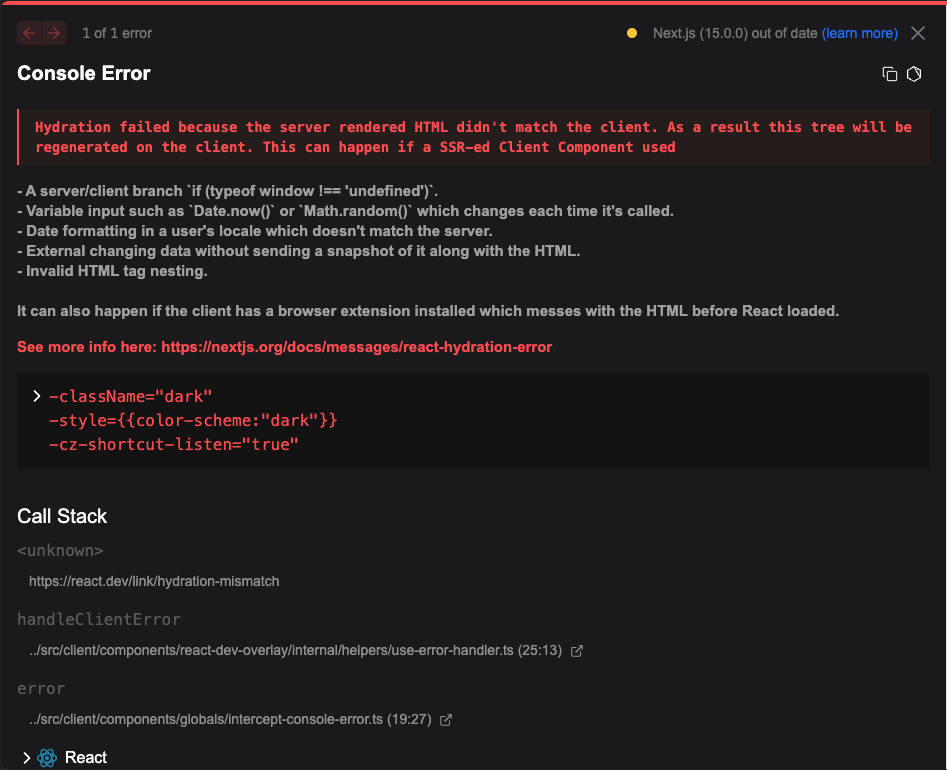 1 of 1 error
Next.js (15.0.0) out of date (learn more)
Console Error
Hydration failed because the server rendered HTML didn't match the client. As a result this tree will be
regenerated on the client. This can happen if a SSR-ed Client Component used
- A server/client branch `if (typeof window !== 'undefined')`.
- Variable input such as `Date.now()` or `Math.random()` which changes each time it's called.
- Date formatting in a user's locale which doesn't match the server.
- External changing data without sending a snapshot of it along with the HTML.
- Invalid HTML tag nesting.
It can also happen if the client has a browser extension installed which messes with the HTML before React loaded.
See more info here: https://nextjs.org/docs/messages/react-hydration-error
-className="dark"
-style={{color-scheme:"dark"}}
-cz-shortcut-listen="true"
Call Stack
<unknown>
https://react.dev/link/hydration-mismatch
handleClientError
../src/client/components/react-dev-overlay/internal/helpers/use-error-handler.ts (25:13)
error
../src/client/components/globals/intercept-console-error.ts (19:27)
React